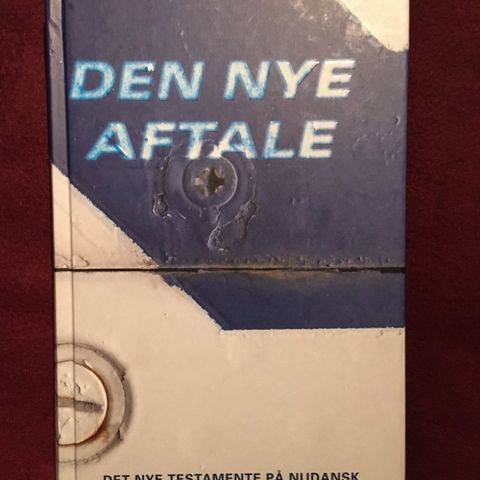 DEN NYE
AFTALE
DET NYE TESTAMENTE PÅ NUDANSK